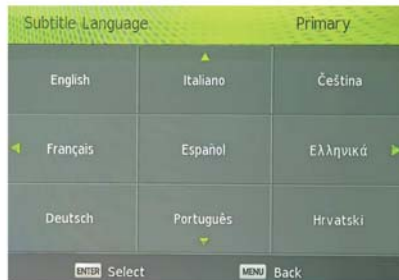 Subtitle Language Primary
English Italiano Čeština
Français Español Ελληνικά
Deutsch Português Hrvatski
ENTER Select MENU Back